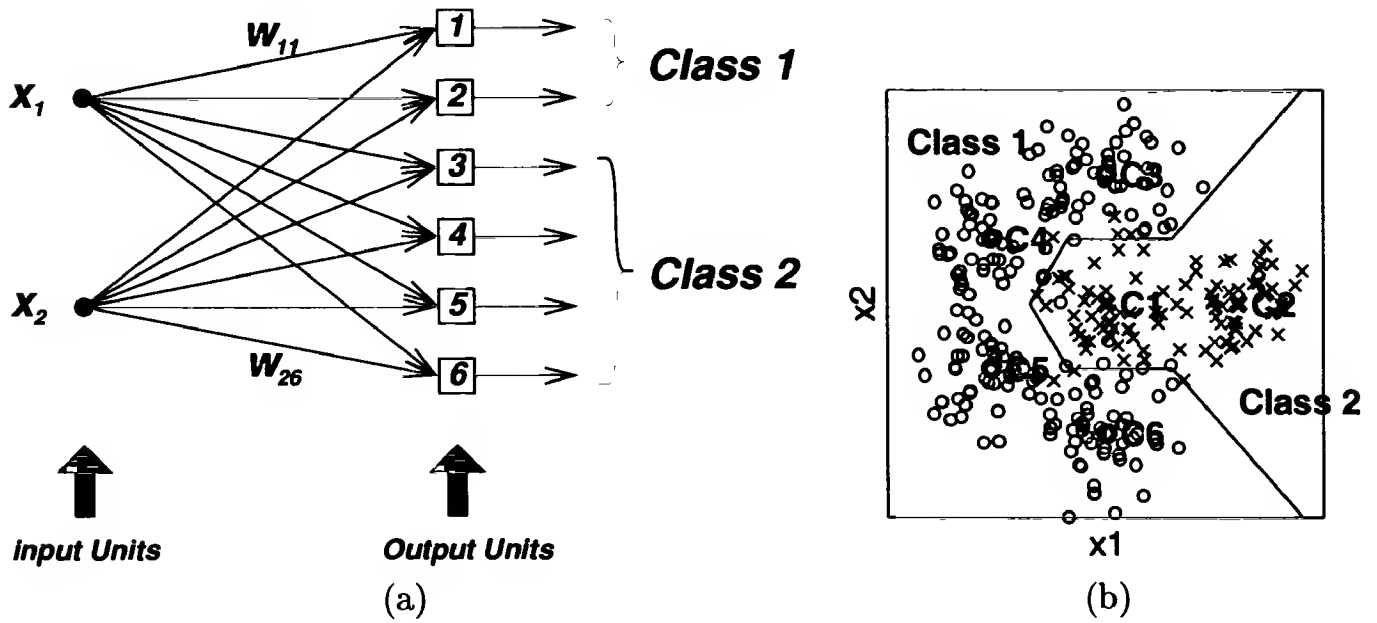 W11
X1
X2
W26
1
2
3
4
5
6
Class 1
Class 2
input Units
Output Units
(a)
Class 1
C3
C4
C1
C2
C5
C6
Class 2
x2
x1
(b)